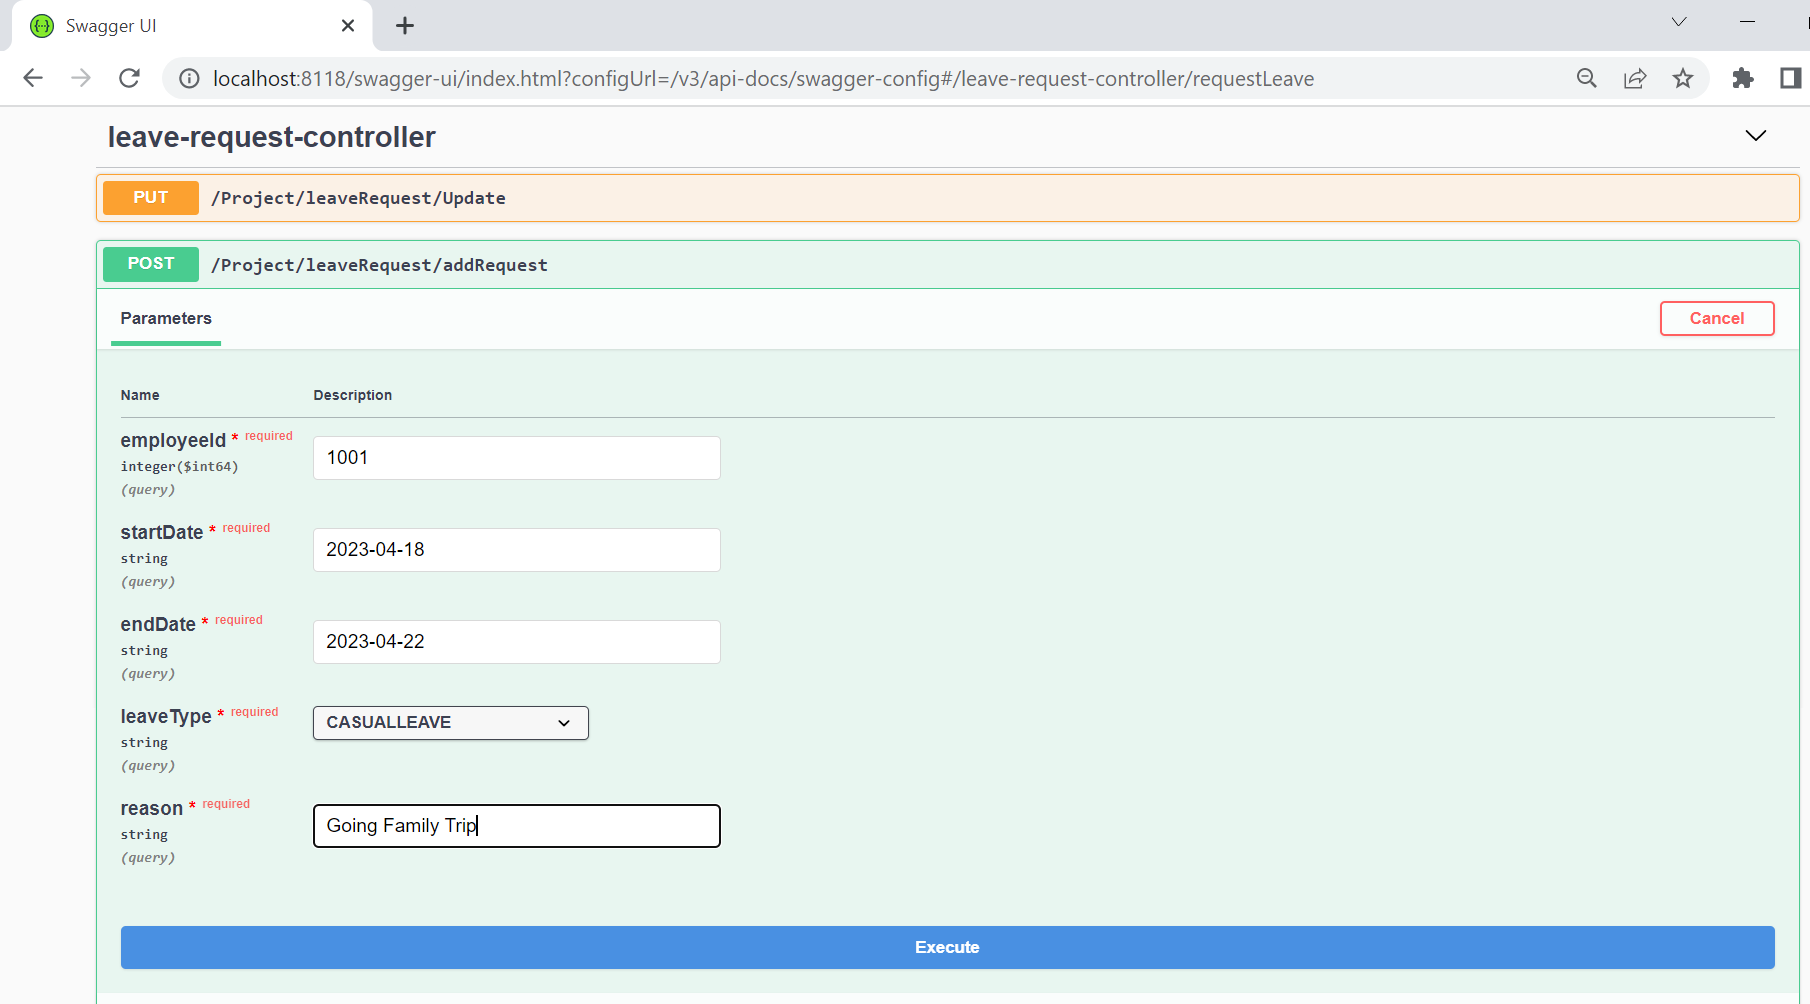 Swagger UI
localhost:8118/swagger-ui/index.html?configUrl=/v3/api-docs/swagger-config#/leave-request-controller/requestLeave
leave-request-controller
PUT /Project/leaveRequest/Update
POST /Project/leaveRequest/addRequest
Parameters Cancel
Name Description
employeeId * required
integer($int64)
(query)
1001
startDate * required
string
(query)
2023-04-18
endDate * required
string
(query)
2023-04-22
leaveType * required
string
(query)
CASUALLEAVE
reason * required
string
(query)
Going Family Trip
Execute